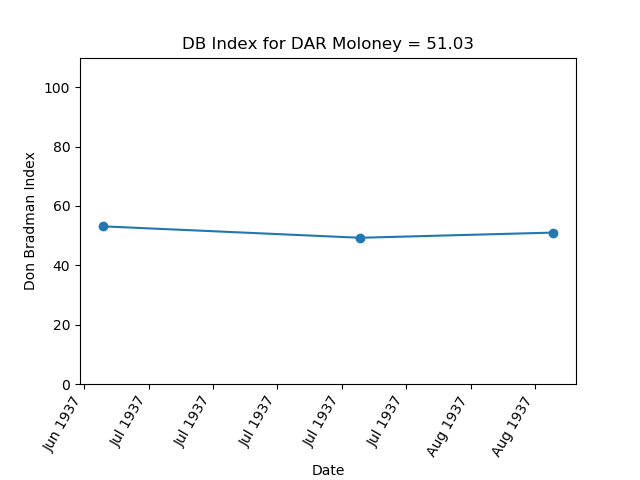 DB Index for DAR Moloney = 51.03
Don Bradman Index
100
80
60
40
20
0
Jun 1937
Jul 1937
Jul 1937
Jul 1937
Jul 1937
Jul 1937
Aug 1937
Aug 1937
Date